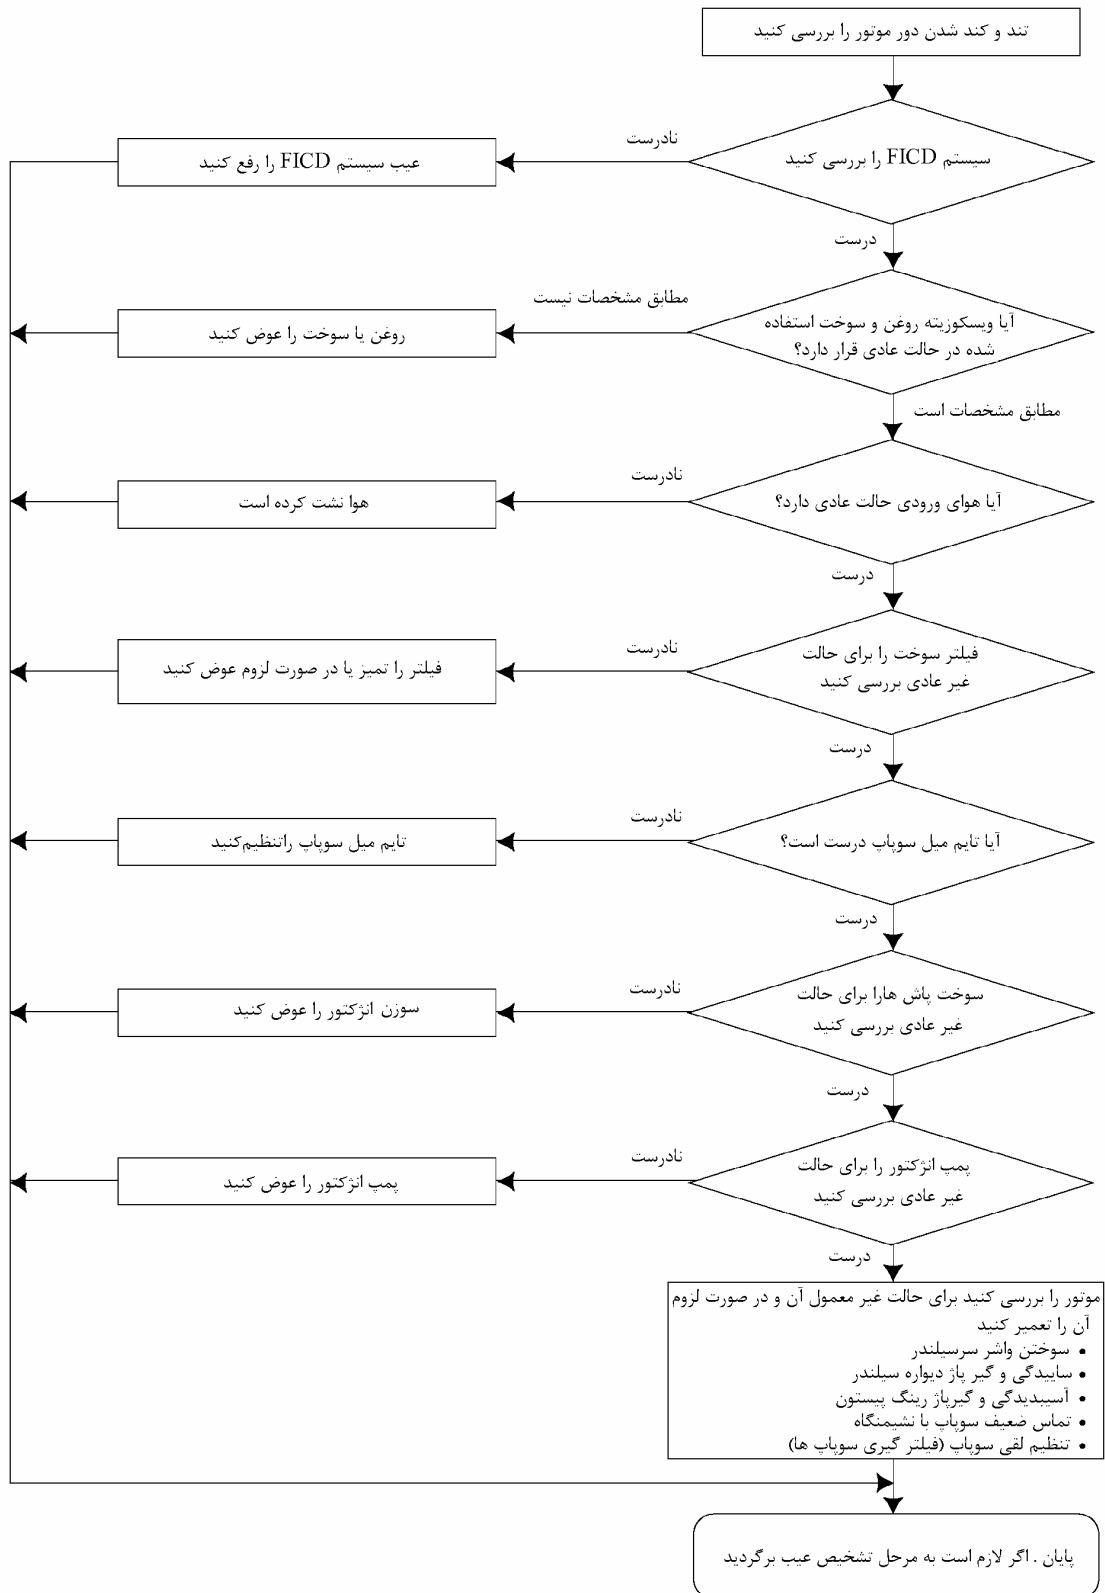 تند و کند شدن دور موتور را بررسی کنید
سیستم FICD را بررسی کنید
نادرست
عیب سیستم FICD را رفع کنید
درست
آیا ویسکوزیته روغن و سوخت استفاده
شده در حالت عادی قرار دارد؟
مطابق مشخصات نیست
روغن یا سوخت را عوض کنید
مطابق مشخصات است
آیا هوای ورودی حالت عادی دارد؟
نادرست
هوا نشت کرده است
درست
فیلتر سوخت را برای حالت
غیر عادی بررسی کنید
نادرست
فیلتر را تمیز یا در صورت لزوم عوض کنید
درست
آیا تایم میل سوپاپ درست است؟
نادرست
تایم میل سوپاپ راتنظیم‌کنید
درست
سوخت پاش هارا برای حالت
غیر عادی بررسی کنید
نادرست
سوزن انژکتور را عوض کنید
درست
پمپ انژکتور را برای حالت
غیر عادی بررسی کنید
نادرست
پمپ انژکتور را عوض کنید
درست
موتور را بررسی کنید برای حالت غیر معمول آن و در صورت لزوم
آن را تعمیر کنید
• سوختن واشر سرسیلندر
• ساییدگی و گیر پاژ دیواره سیلندر
• آسیبدیدگی و گیرپاژ رینگ پیستون
• تماس ضعیف سوپاپ با نشیمنگاه
• تنظیم لقی سوپاپ (فیلتر گیری سوپاپ ها)
پایان . اگر لازم است به مرحل تشخیص عیب برگردید